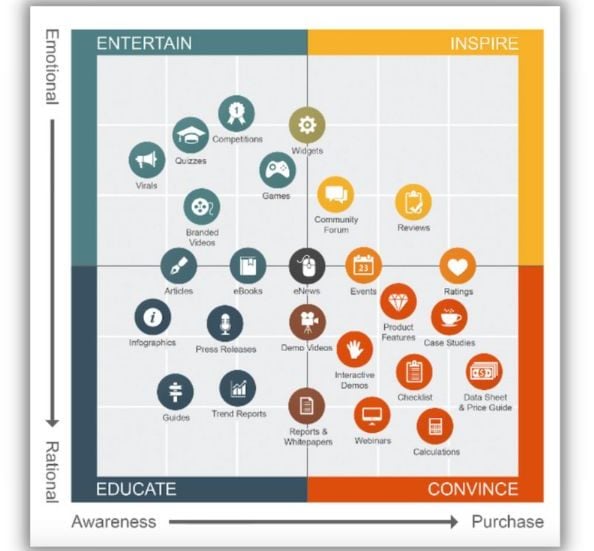 Emotional
Rational
ENTERTAIN
INSPIRE
1
Competitions
Widgets
Quizzes
Virals
Games
Community
Forum
Reviews
Branded
Videos
23
Articles
eBooks
eNews
Events
Ratings
Product
Features
Case Studies
Infographics
Press Releases
Demo Videos
Interactive
Demos
Checklist
Data Sheet
& Price Guide
Guides
Trend Reports
Reports &
Whitepapers
Webinars
Calculations
EDUCATE
CONVINCE
Awareness
Purchase